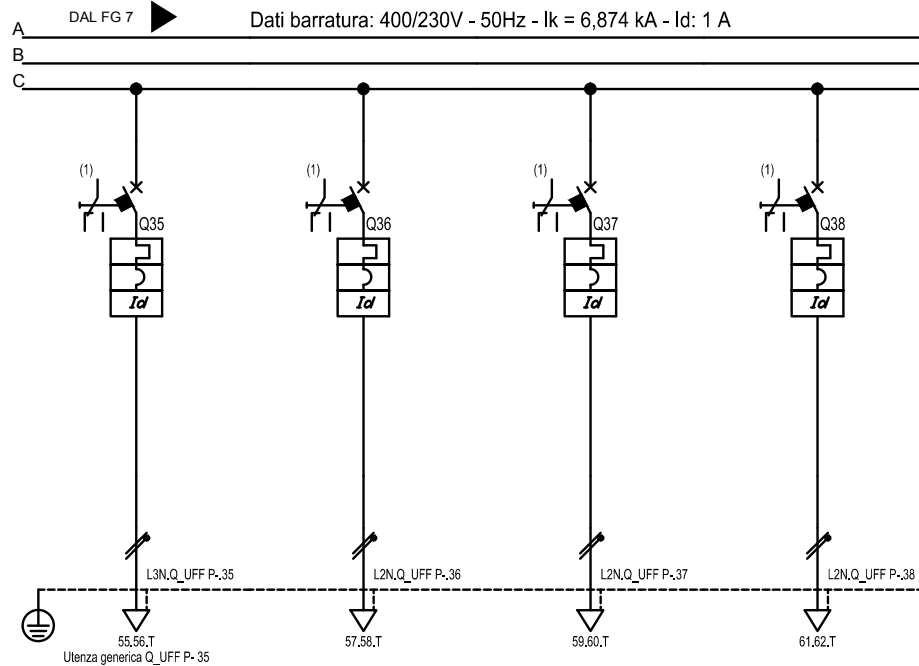 DAL FG 7
Dati barratura: 400/230V - 50Hz - Ik = 6,874 kA - Id: 1 A
A
B
C
(1)
(1)
(1)
(1)
Q35
Q36
Q37
Q38
Id
Id
Id
Id
L3N.Q_UFF P-.35
L2N.Q_UFF P-.36
L2N.Q_UFF P-.37
L2N.Q_UFF P-.38
55.56.T
57.58.T
59.60.T
61.62.T
Utenza generica Q_UFF P- 35